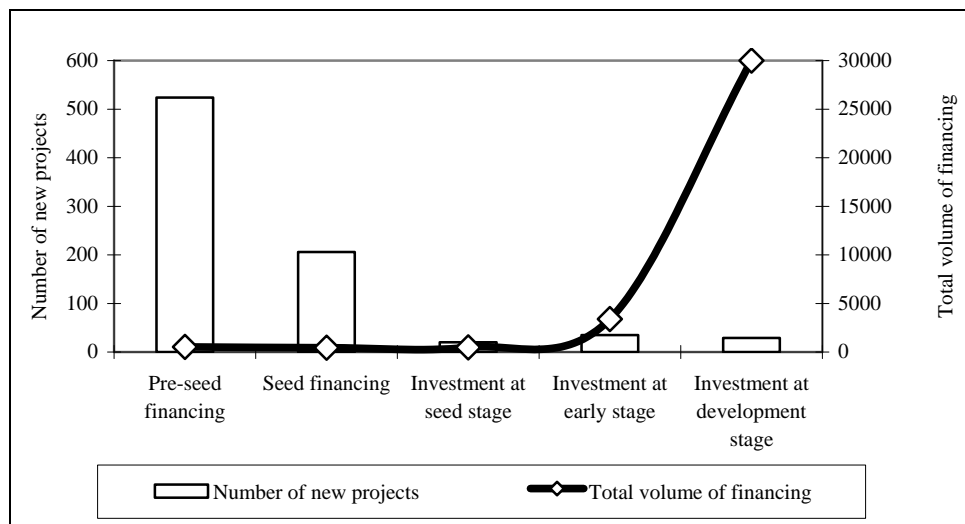 Number of new projects
600
500
400
300
200
100
0
30000
25000
20000
15000
10000
5000
0
Total volume of financing
Pre-seed
financing
Seed financing
Investment at
seed stage
Investment at
early stage
Investment at
development
stage
Number of new projects
Total volume of financing